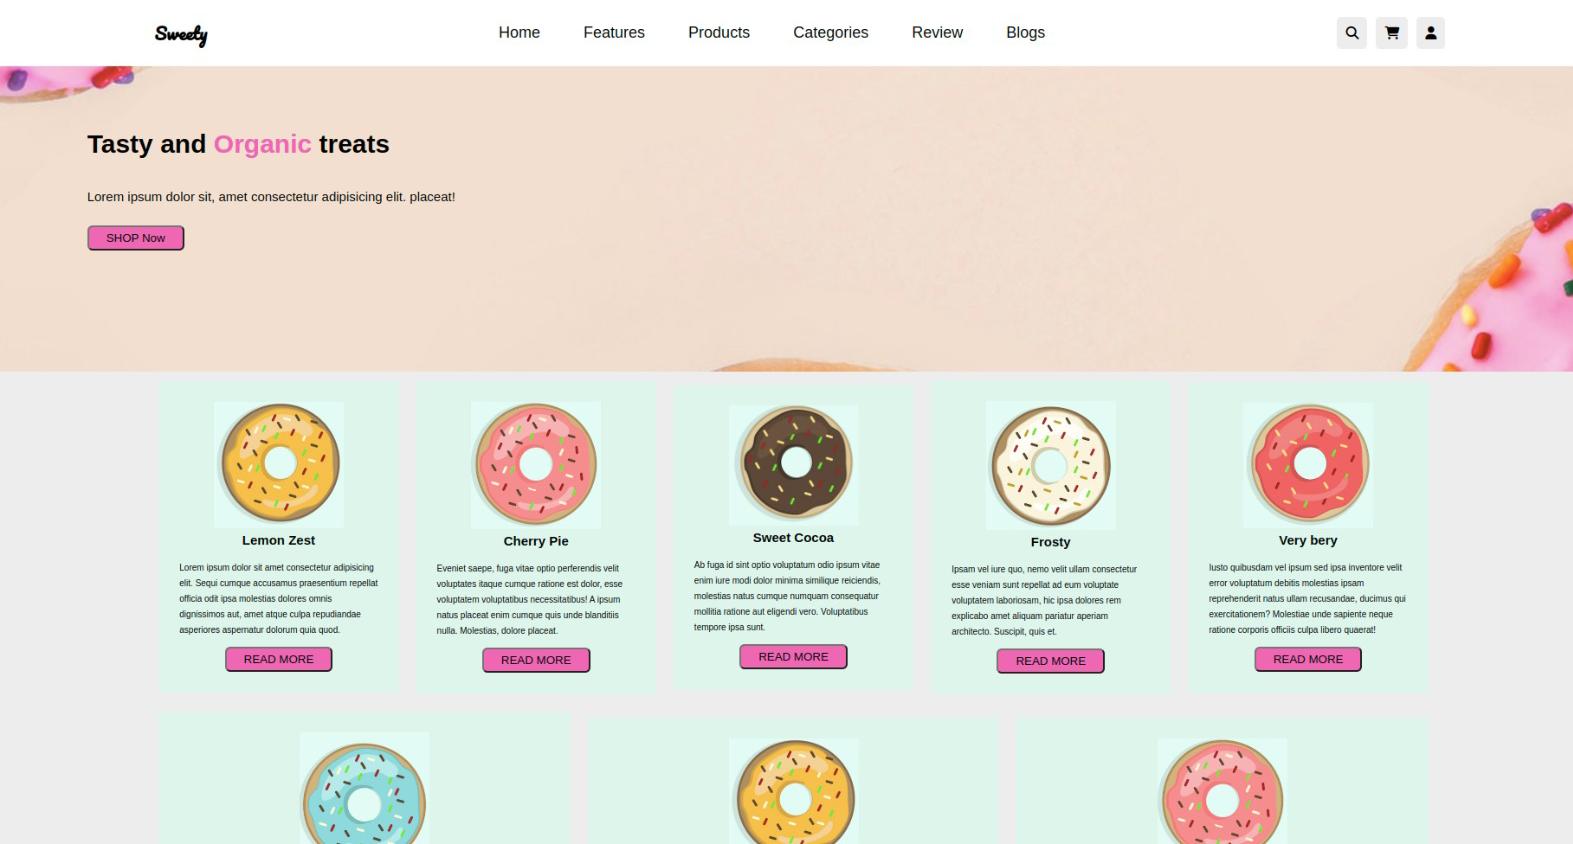 Sweety
Home Features Products Categories Review Blogs
Tasty and Organic treats
Lorem ipsum dolor sit, amet consectetur adipisicing elit. placeat!
SHOP Now
Lemon Zest
Lorem ipsum dolor sit amet consectetur adipisicing
elit. Sequi cumque accusamus praesentium repellat
officia odit ipsa molestias dolores omnis
dignissimos aut, amet atque culpa repudiandae
asperiores aspernatur dolorum quia quod.
READ MORE
Cherry Pie
Eveniet saepe, fuga vitae optio perferendis velit
voluptates itaque cumque ratione est dolor, esse
voluptatem voluptatibus necessitatibus! A ipsum
natus placeat enim cumque quis unde blanditiis
nulla. Molestias, dolore placeat.
READ MORE
Sweet Cocoa
Ab fuga id sint optio voluptatum odio ipsum vitae
enim iure modi dolor minima similique reiciendis,
molestias natus cumque numquam consequatur
mollitia ratione aut eligendi vero. Voluptatibus
tempore ipsa sunt.
READ MORE
Frosty
Ipsam vel iure quo, nemo velit ullam consectetur
esse veniam sunt repellat ad eum voluptate
voluptatem laboriosam, hic ipsa dolores rem
explicabo amet aliquam pariatur aperiam
architecto. Suscipit, quis et.
READ MORE
Very bery
Iusto quibusdam vel ipsum sed ipsa inventore velit
error voluptatum debitis molestias ipsam
reprehenderit natus ullam recusandae, ducimus qui
exercitationem? Molestiae unde sapiente neque
ratione corporis officiis culpa libero quaerat!
READ MORE